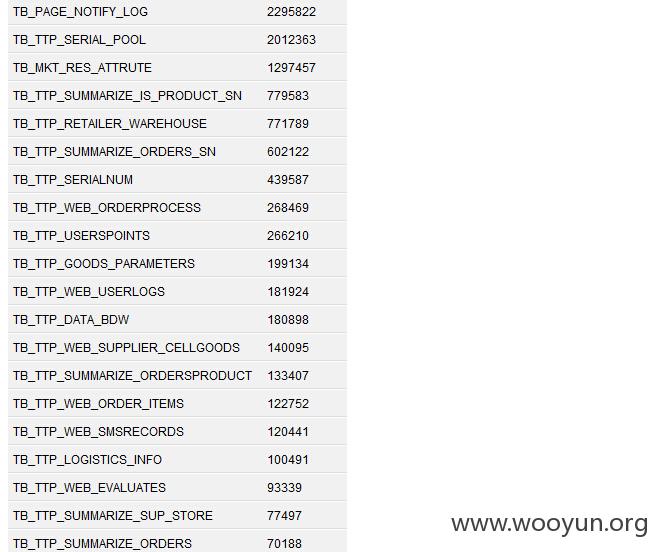 TB_PAGE_NOTIFY_LOG 2295822
TB_TTP_SERIAL_POOL 2012363
TB_MKT_RES_ATTRUTE 1297457
TB_TTP_SUMMARIZE_IS_PRODUCT_SN 779583
TB_TTP_RETAILER_WAREHOUSE 771789
TB_TTP_SUMMARIZE_ORDERS_SN 602122
TB_TTP_SERIALNUM 439587
TB_TTP_WEB_ORDERPROCESS 268469
TB_TTP_USERSPOINTS 266210
TB_TTP_GOODS_PARAMETERS 199134
TB_TTP_WEB_USERLOGS 181924
TB_TTP_DATA_BDW 180898
TB_TTP_WEB_SUPPLIER_CELLGOODS 140095
TB_TTP_SUMMARIZE_ORDERSPRODUCT 133407
TB_TTP_WEB_ORDER_ITEMS 122752
TB_TTP_WEB_SMSRECORDS 120441
TB_TTP_LOGISTICS_INFO 100491
TB_TTP_WEB_EVALUATES 93339
TB_TTP_SUMMARIZE_SUP_STORE 77497
TB_TTP_SUMMARIZE_ORDERS 70188
www.wooyun.org